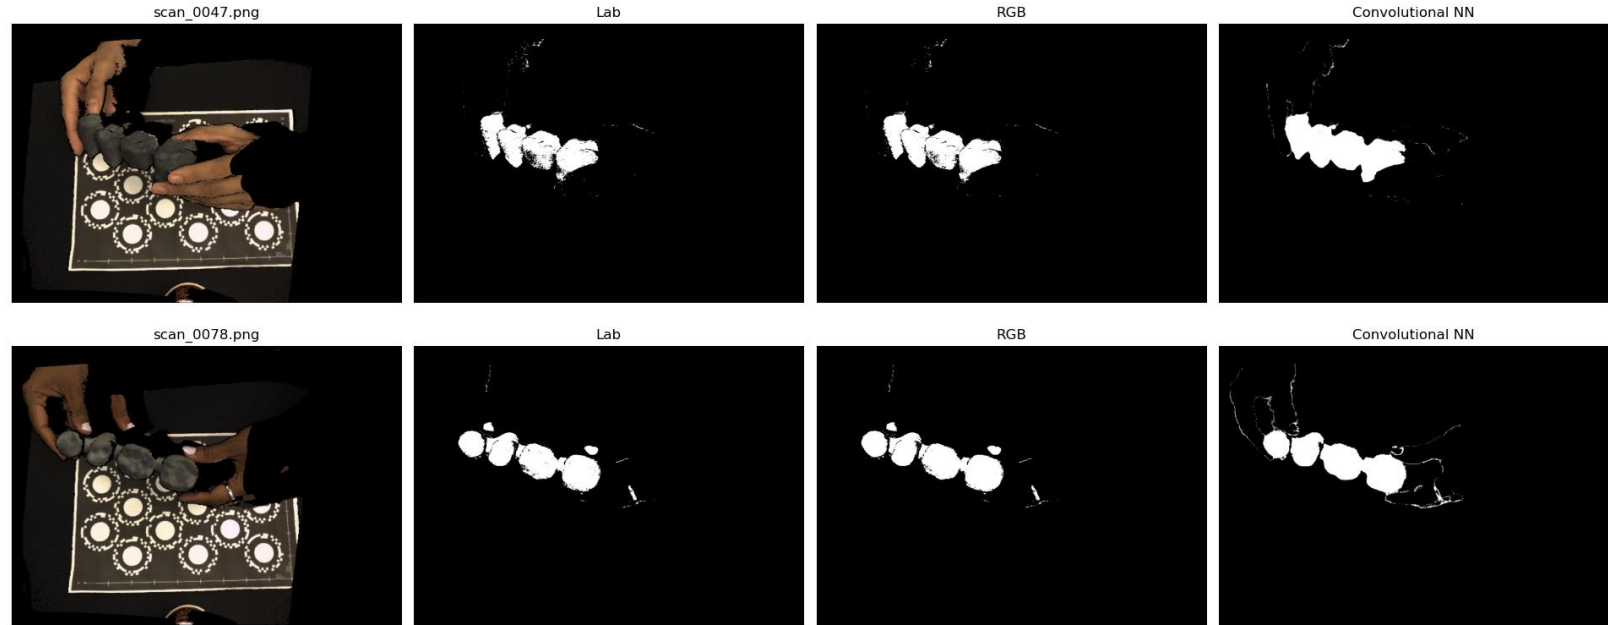 scan_0047.png Lab RGB Convolutional NN
scan_0078.png Lab RGB Convolutional NN